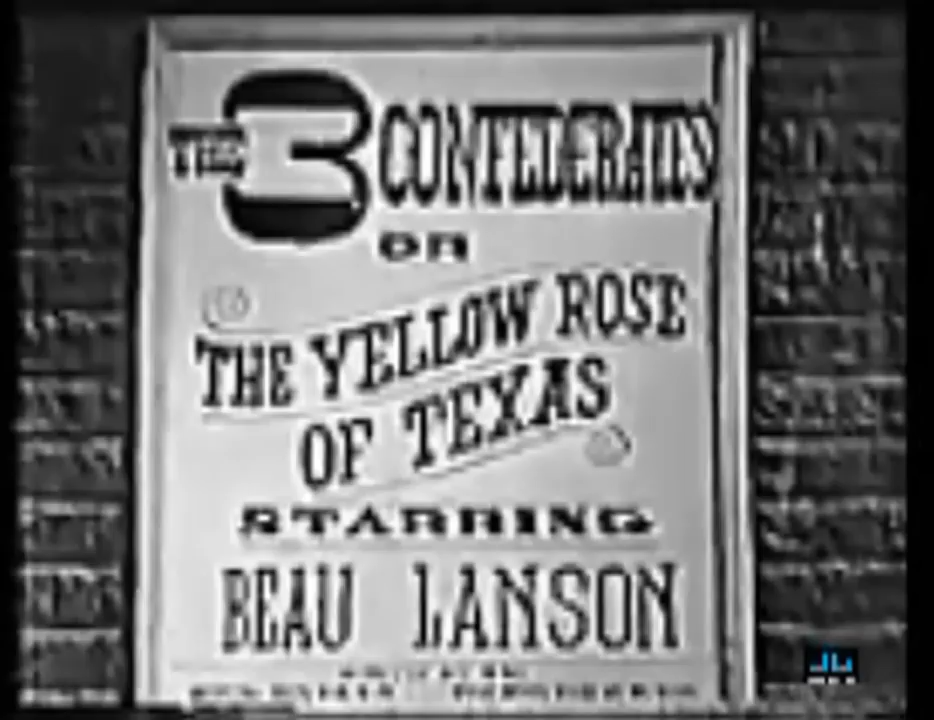 THE 3 CONFEDERATES
OR
THE YELLOW ROSE
OF TEXAS
STARRING
BEAU LANSON